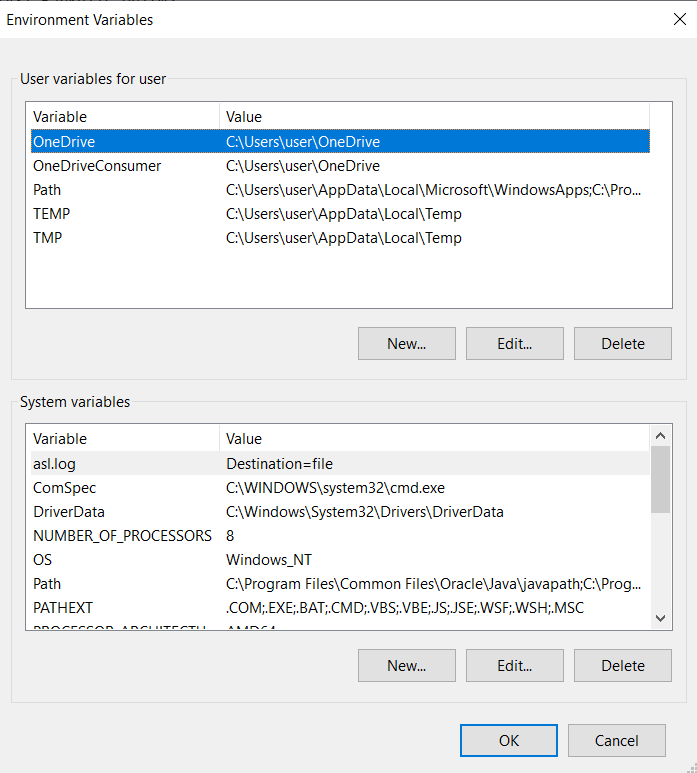 Environment Variables
User variables for user
Variable Value
OneDrive C:\Users\user\OneDrive
OneDriveConsumer C:\Users\user\OneDrive
Path C:\Users\user\AppData\Local\Microsoft\WindowsApps;C:\Pro...
TEMP C:\Users\user\AppData\Local\Temp
TMP C:\Users\user\AppData\Local\Temp
New... Edit... Delete
System variables
Variable Value
asl.log Destination=file
ComSpec C:\WINDOWS\system32\cmd.exe
DriverData C:\Windows\System32\Drivers\DriverData
NUMBER_OF_PROCESSORS 8
OS Windows_NT
Path C:\Program Files\Common Files\Oracle\Java\javapath;C:\Prog...
PATHEXT .COM;.EXE;.BAT;.CMD;.VBS;.VBE;.JS;.JSE;.WSF;.WSH;.MSC
PROCESSOR_ARCHITECTU... AMD64
New... Edit... Delete
OK Cancel